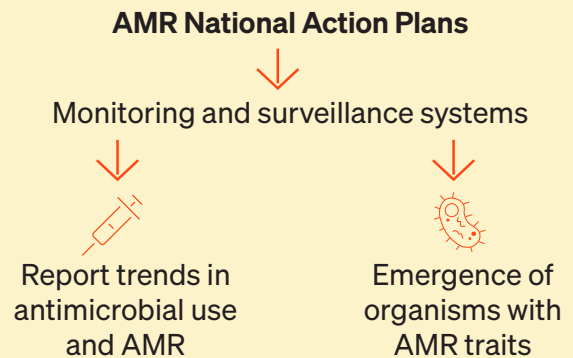 AMR National Action Plans
Monitoring and surveillance systems
Report trends in
antimicrobial use
and AMR
Emergence of
organisms with
AMR traits